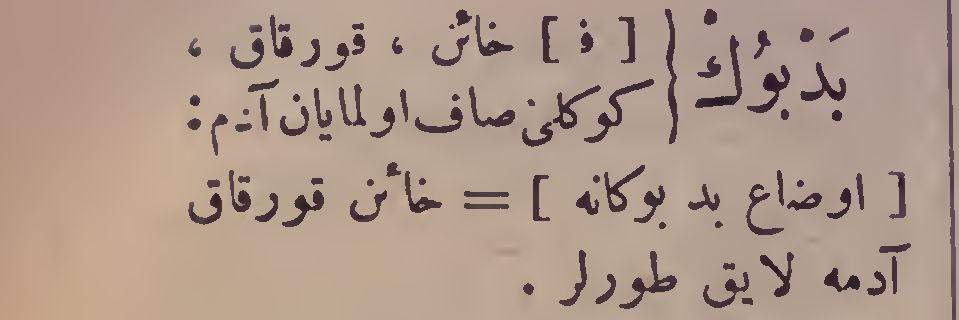 بَدْبُوكْ { [ ف ] خائن ، قورقاق ،
كوكلى صاف اولمايان آدم :
[ اوضاع بد بوكانه ] = خائن قورقاق
آدمه لايق طورلر .